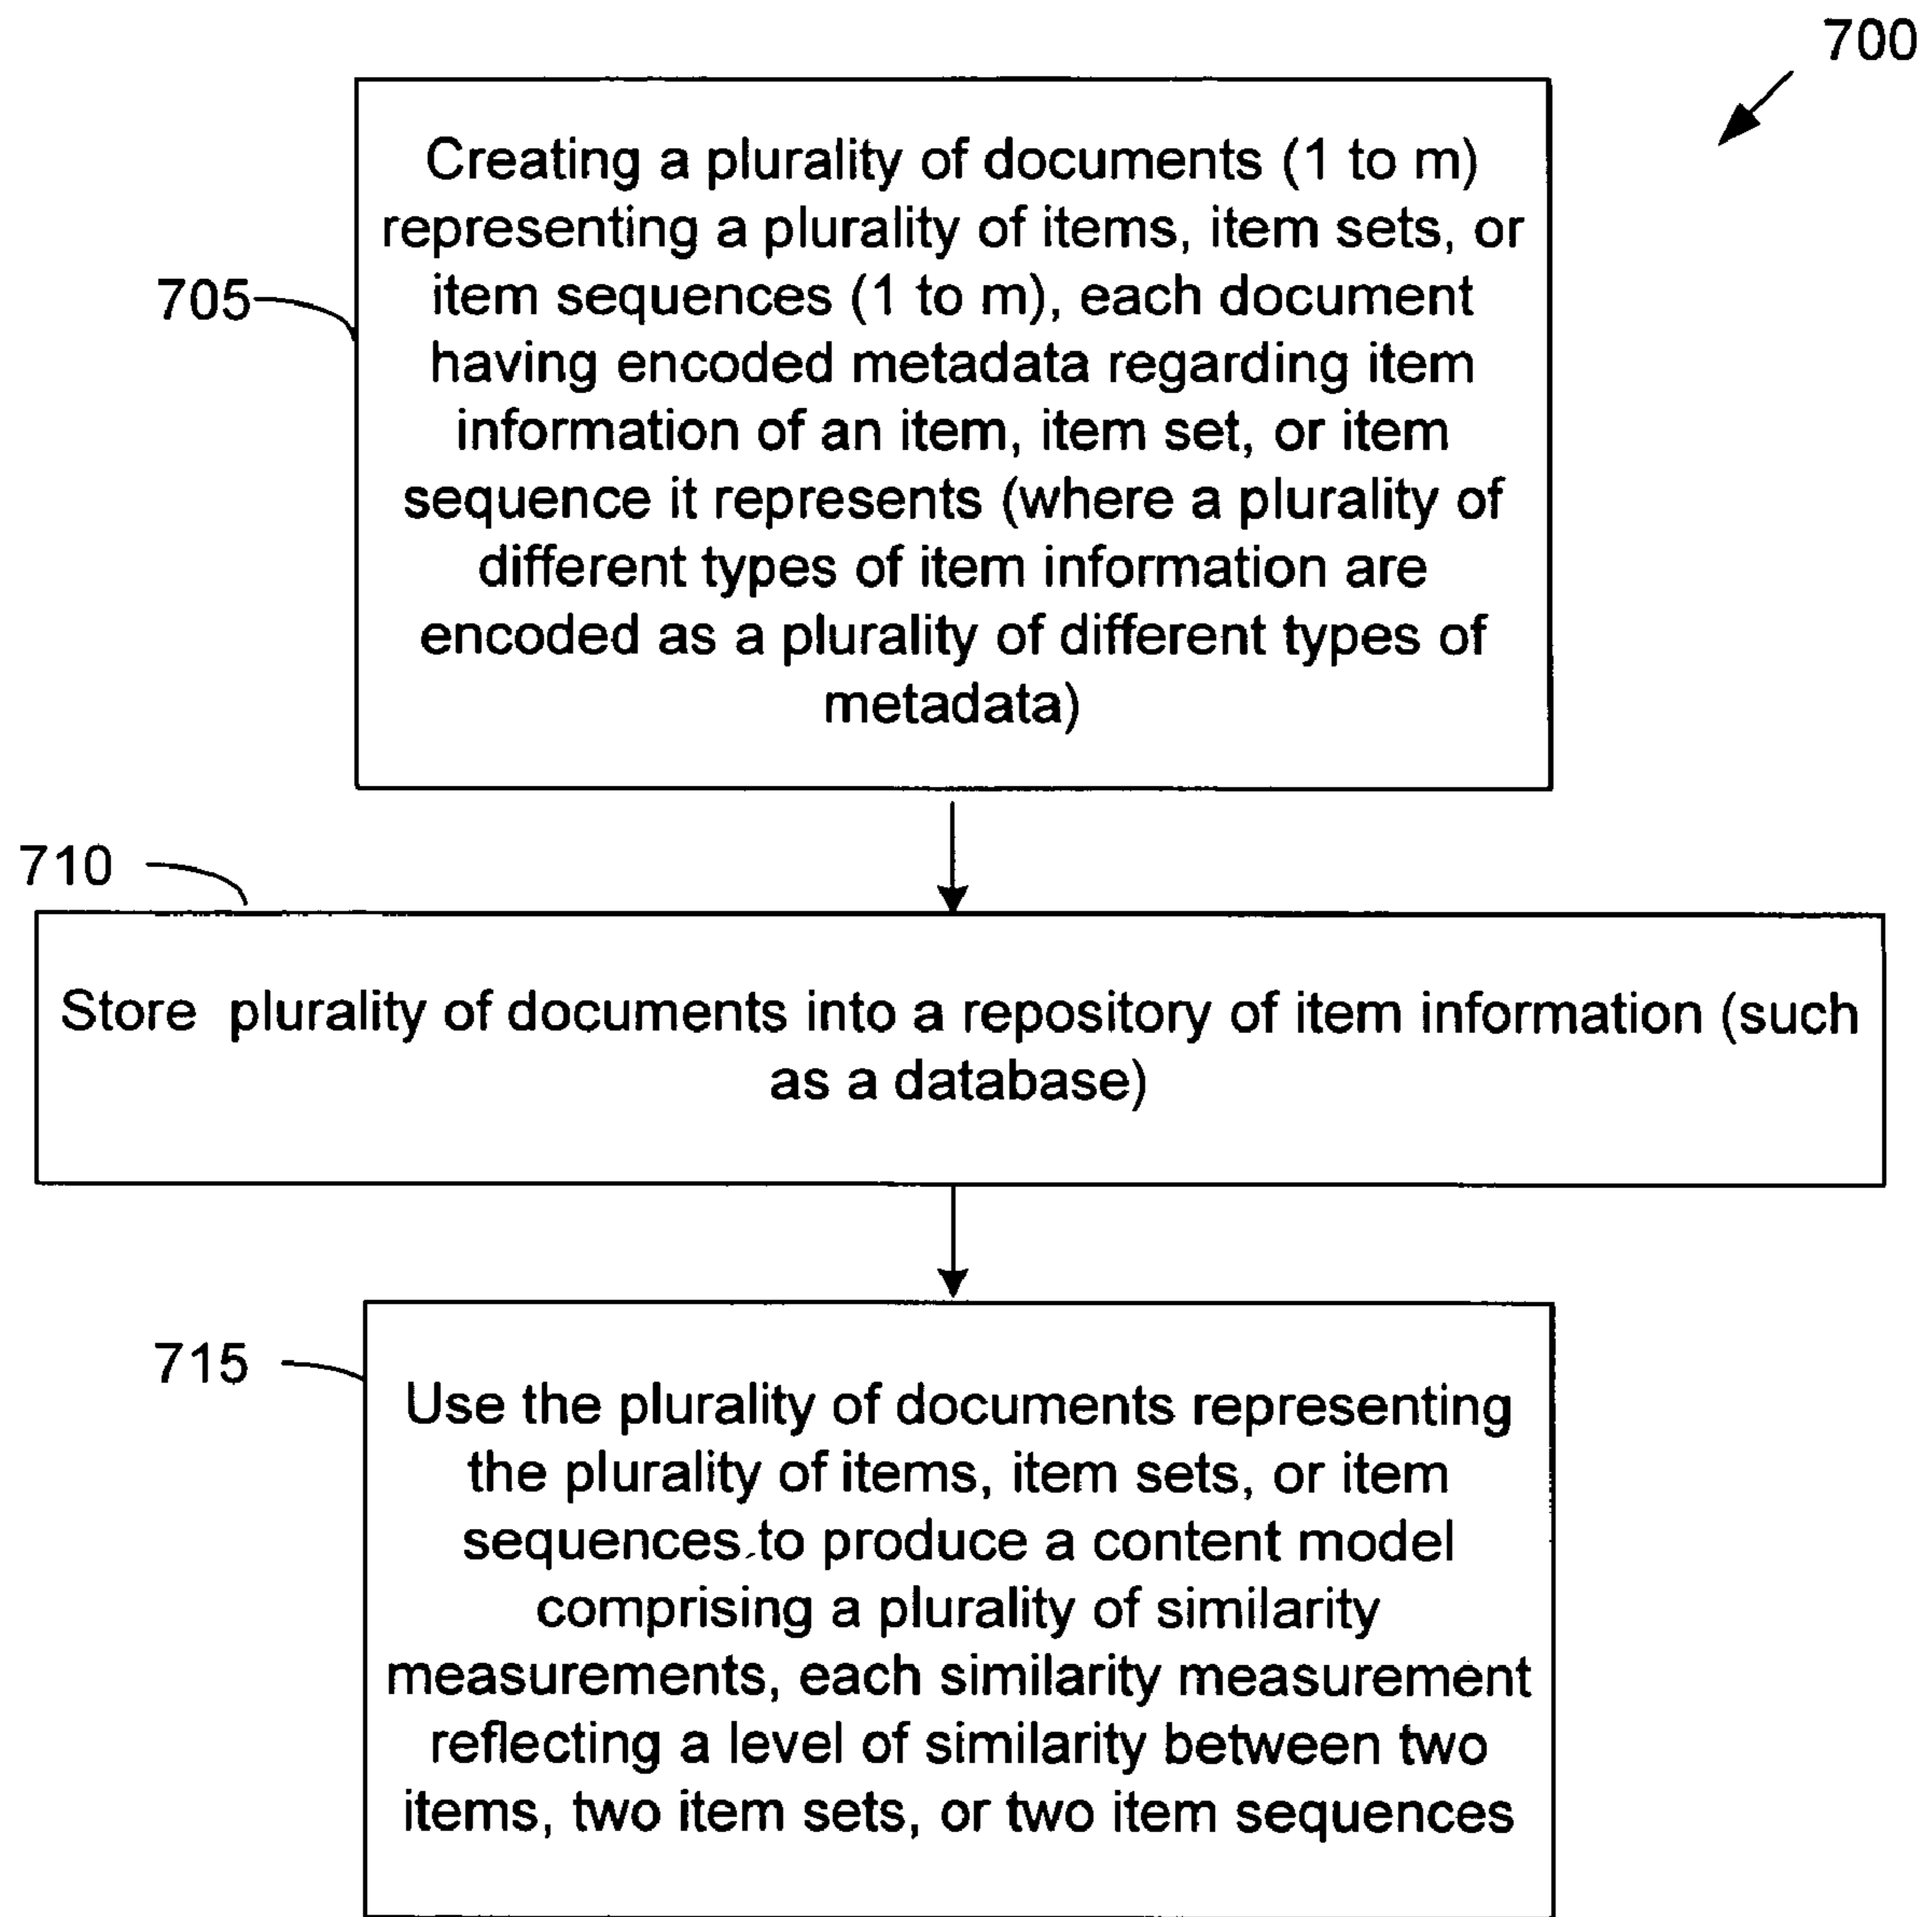 700
Creating a plurality of documents (1 to m)
representing a plurality of items, item sets, or
item sequences (1 to m), each document
having encoded metadata regarding item
information of an item, item set, or item
sequence it represents (where a plurality of
different types of item information are
encoded as a plurality of different types of
metadata)
705
710
Store plurality of documents into a repository of item information (such
as a database)
715
Use the plurality of documents representing
the plurality of items, item sets, or item
sequences to produce a content model
comprising a plurality of similarity
measurements, each similarity measurement
reflecting a level of similarity between two
items, two item sets, or two item sequences